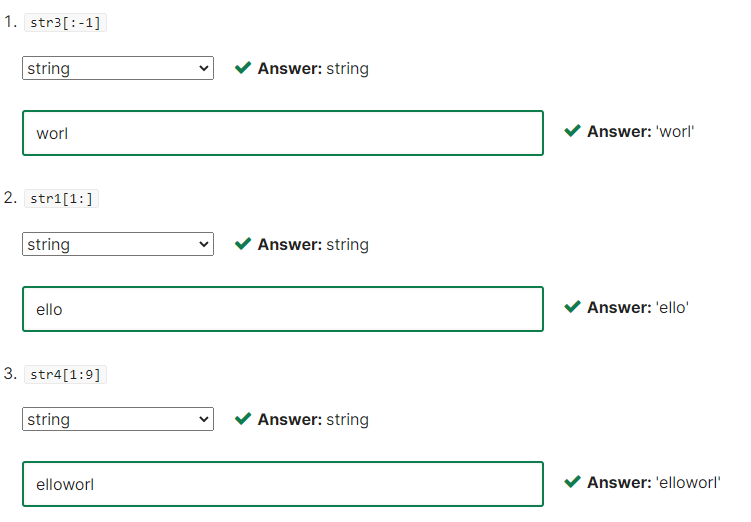 1. str3[:-1]
string Answer: string
worl Answer: 'worl'
2. str1[1:]
string Answer: string
ello Answer: 'ello'
3. str4[1:9]
string Answer: string
elloworl Answer: 'elloworl'